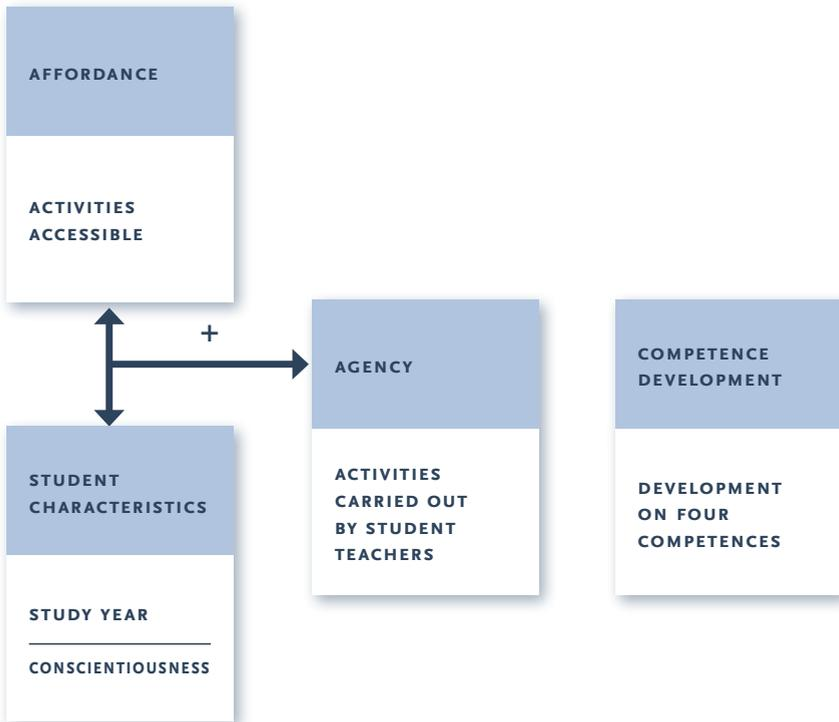 AFFORDANCE
ACTIVITIES
ACCESSIBLE
+
AGENCY
ACTIVITIES
CARRIED OUT
BY STUDENT
TEACHERS
COMPETENCE
DEVELOPMENT
DEVELOPMENT
ON FOUR
COMPETENCES
STUDENT
CHARACTERISTICS
STUDY YEAR
CONSCIENTIOUSNESS